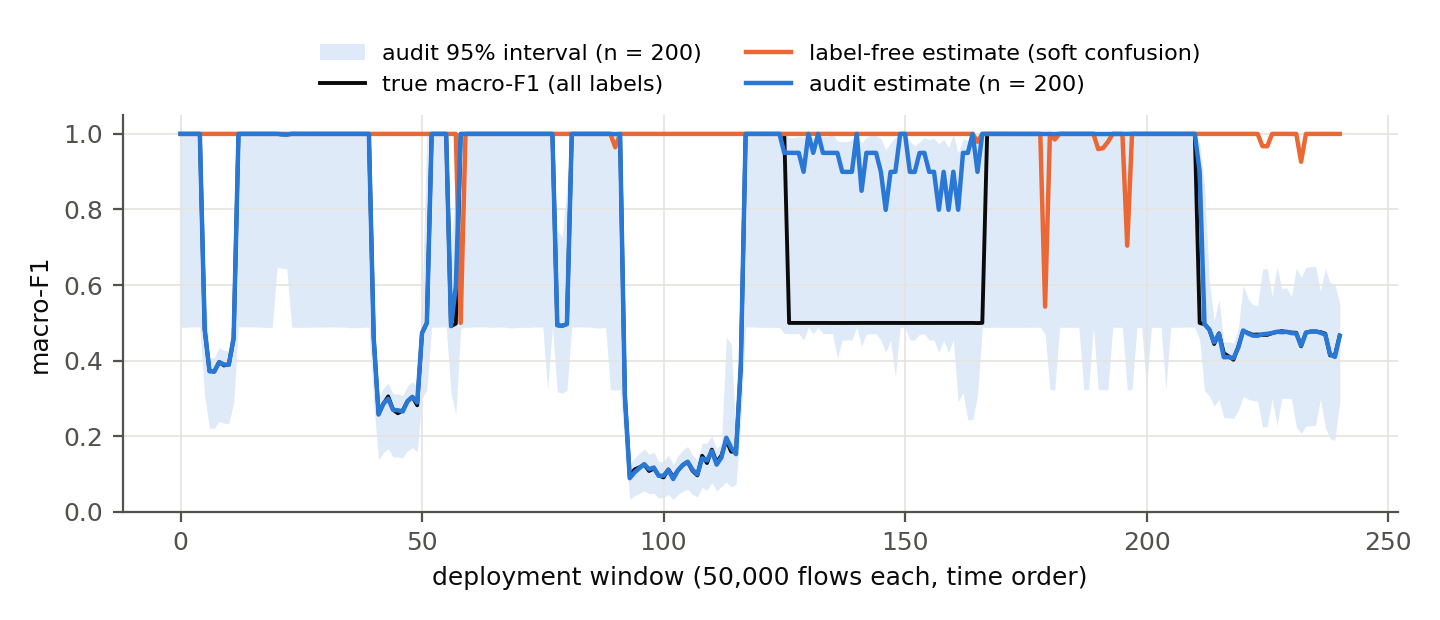 audit 95% interval (n = 200)
label-free estimate (soft confusion)
true macro-F1 (all labels)
audit estimate (n = 200)
macro-F1
1.0
0.8
0.6
0.4
0.2
0.0
0 50 100 150 200 250
deployment window (50,000 flows each, time order)